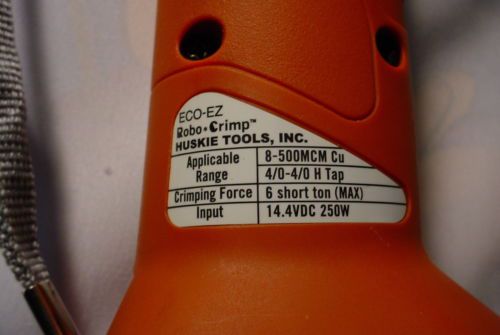 ECO-EZ
Robo•Crimp™
HUSKIE TOOLS, INC.
Applicable Range 8-500MCM Cu
4/0-4/0 H Tap
Crimping Force 6 short ton (MAX)
Input 14.4VDC 250W